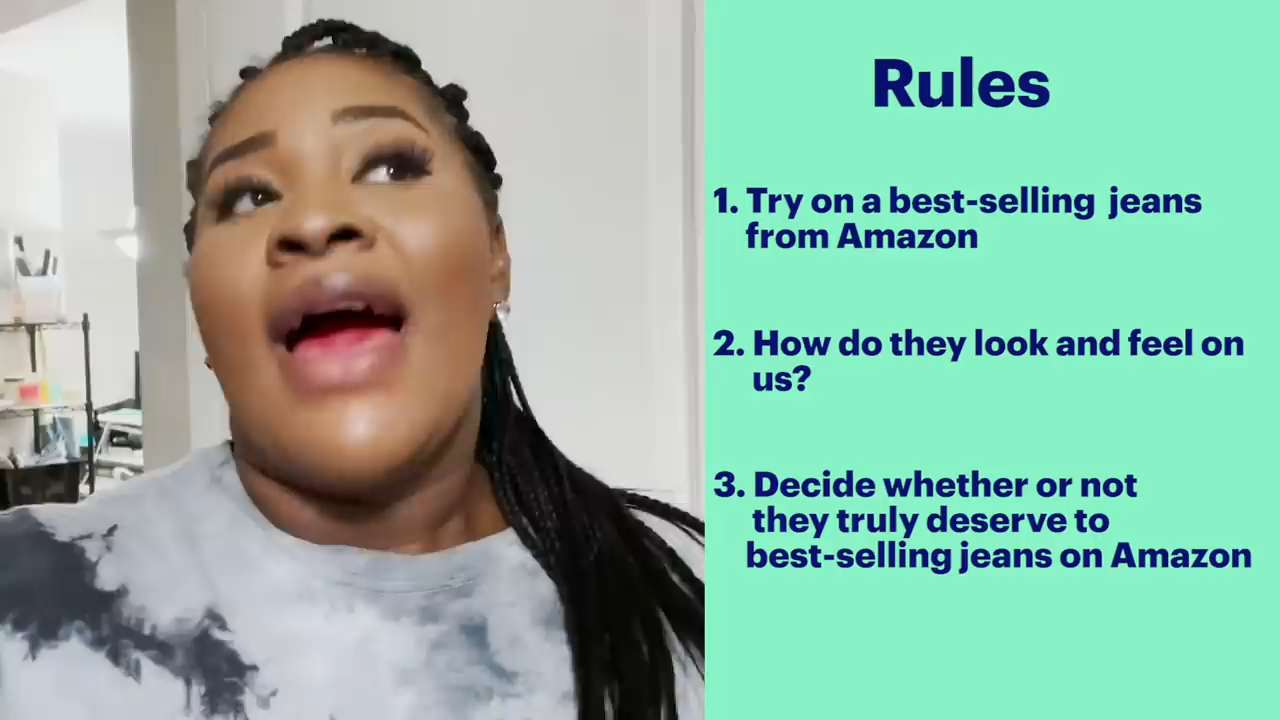 Rules
1. Try on a best-selling jeans
from Amazon
2. How do they look and feel on
us?
3. Decide whether or not
they truly deserve to
best-selling jeans on Amazon